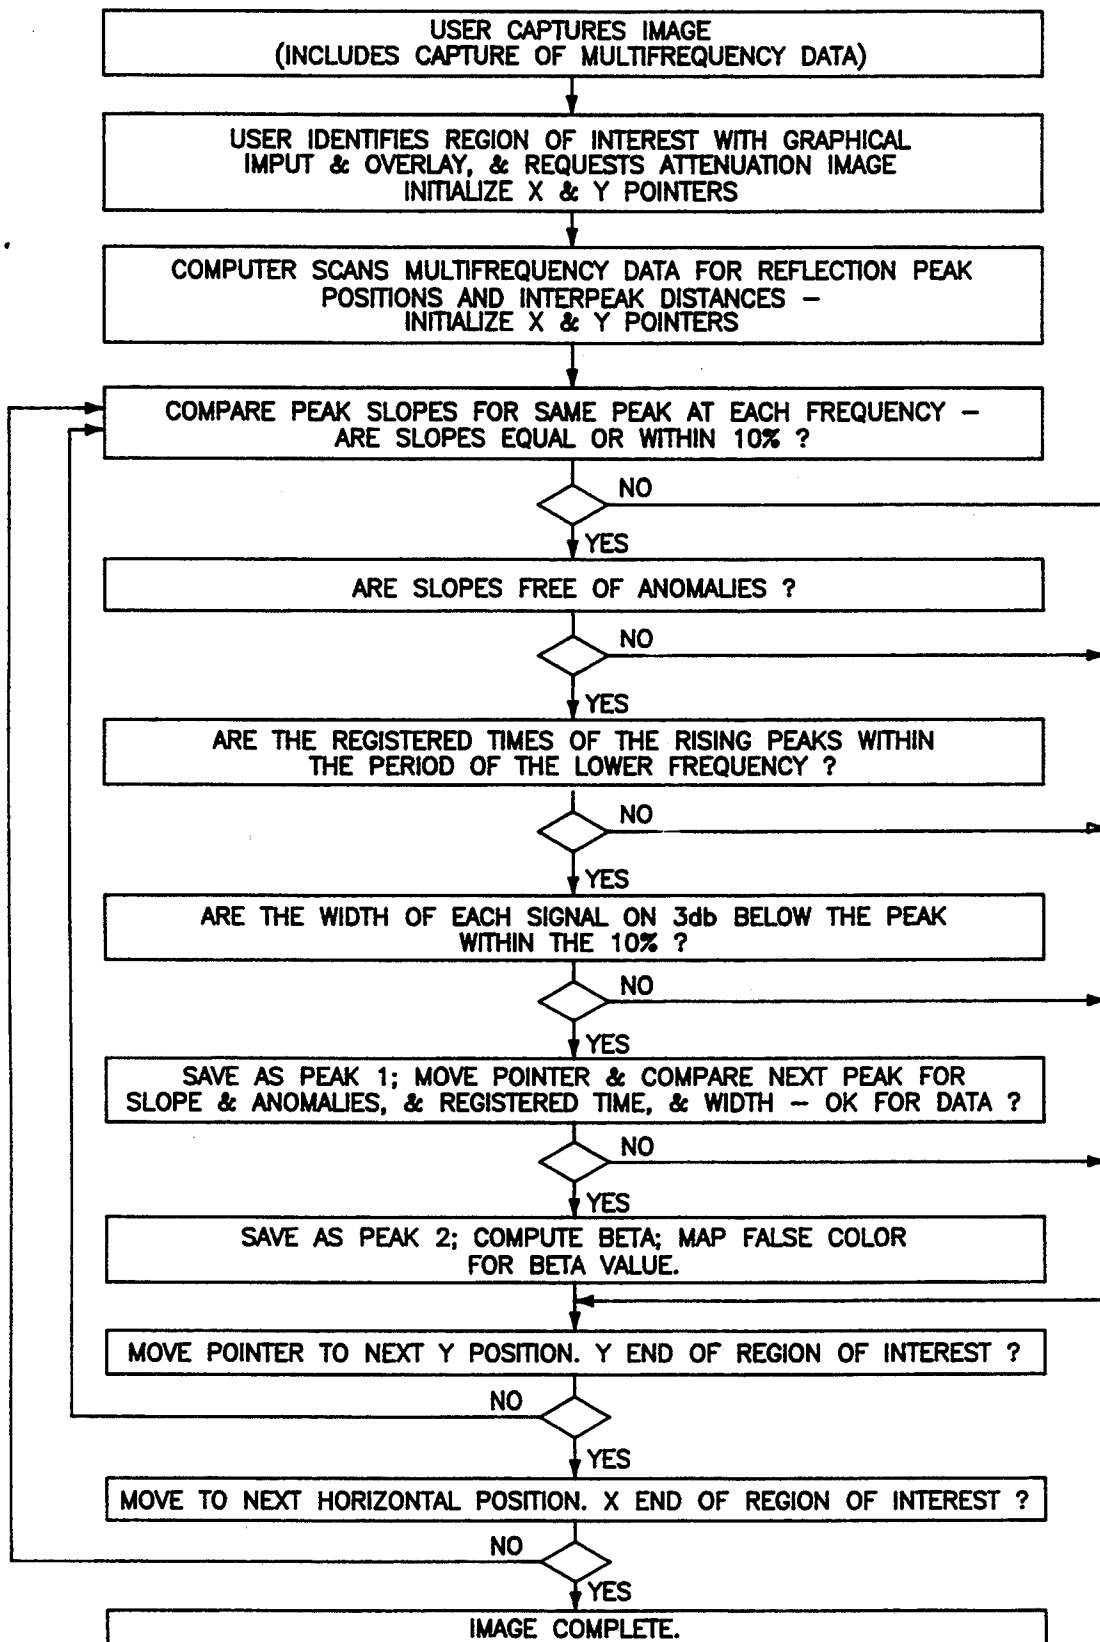 USER CAPTURES IMAGE
(INCLUDES CAPTURE OF MULTIFREQUENCY DATA)
USER IDENTIFIES REGION OF INTEREST WITH GRAPHICAL
IMPUT & OVERLAY, & REQUESTS ATTENUATION IMAGE
INITIALIZE X & Y POINTERS
COMPUTER SCANS MULTIFREQUENCY DATA FOR REFLECTION PEAK
POSITIONS AND INTERPEAK DISTANCES –
INITIALIZE X & Y POINTERS
COMPARE PEAK SLOPES FOR SAME PEAK AT EACH FREQUENCY –
ARE SLOPES EQUAL OR WITHIN 10% ?
NO
YES
ARE SLOPES FREE OF ANOMALIES ?
NO
YES
ARE THE REGISTERED TIMES OF THE RISING PEAKS WITHIN
THE PERIOD OF THE LOWER FREQUENCY ?
NO
YES
ARE THE WIDTH OF EACH SIGNAL ON 3db BELOW THE PEAK
WITHIN THE 10% ?
NO
YES
SAVE AS PEAK 1; MOVE POINTER & COMPARE NEXT PEAK FOR
SLOPE & ANOMALIES, & REGISTERED TIME, & WIDTH – OK FOR DATA ?
NO
YES
SAVE AS PEAK 2; COMPUTE BETA; MAP FALSE COLOR
FOR BETA VALUE.
MOVE POINTER TO NEXT Y POSITION. Y END OF REGION OF INTEREST ?
NO
YES
MOVE TO NEXT HORIZONTAL POSITION. X END OF REGION OF INTEREST ?
NO
YES
IMAGE COMPLETE.